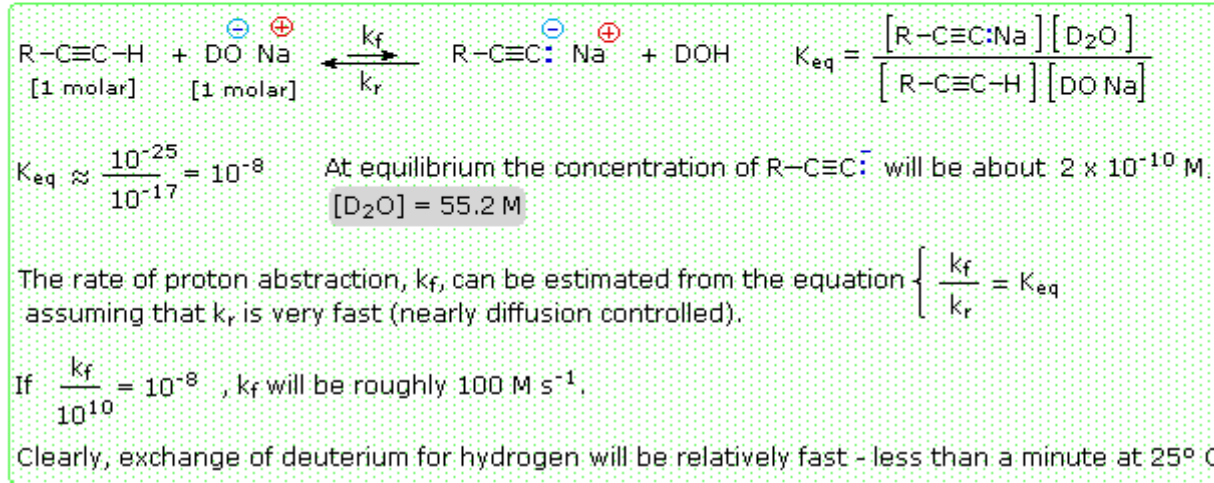 R–C≡C–H + DO⊖ Na⊕ ⇌ R–C≡C:⊖ Na⊕ + DOH Keq = [R–C≡C:Na][D₂O] / [R–C≡C–H][DO Na]
kf
kr
[1 molar] [1 molar]
Keq ≈ 10⁻²⁵ / 10⁻¹⁷ = 10⁻⁸ At equilibrium the concentration of R–C≡C:⁻ will be about 2 x 10⁻¹⁰ M.
[D₂O] = 55.2 M
The rate of proton abstraction, kf, can be estimated from the equation { kf / kr = Keq
assuming that kr is very fast (nearly diffusion controlled).
If kf / 10¹⁰ = 10⁻⁸ , kf will be roughly 100 M s⁻¹.
Clearly, exchange of deuterium for hydrogen will be relatively fast - less than a minute at 25º C